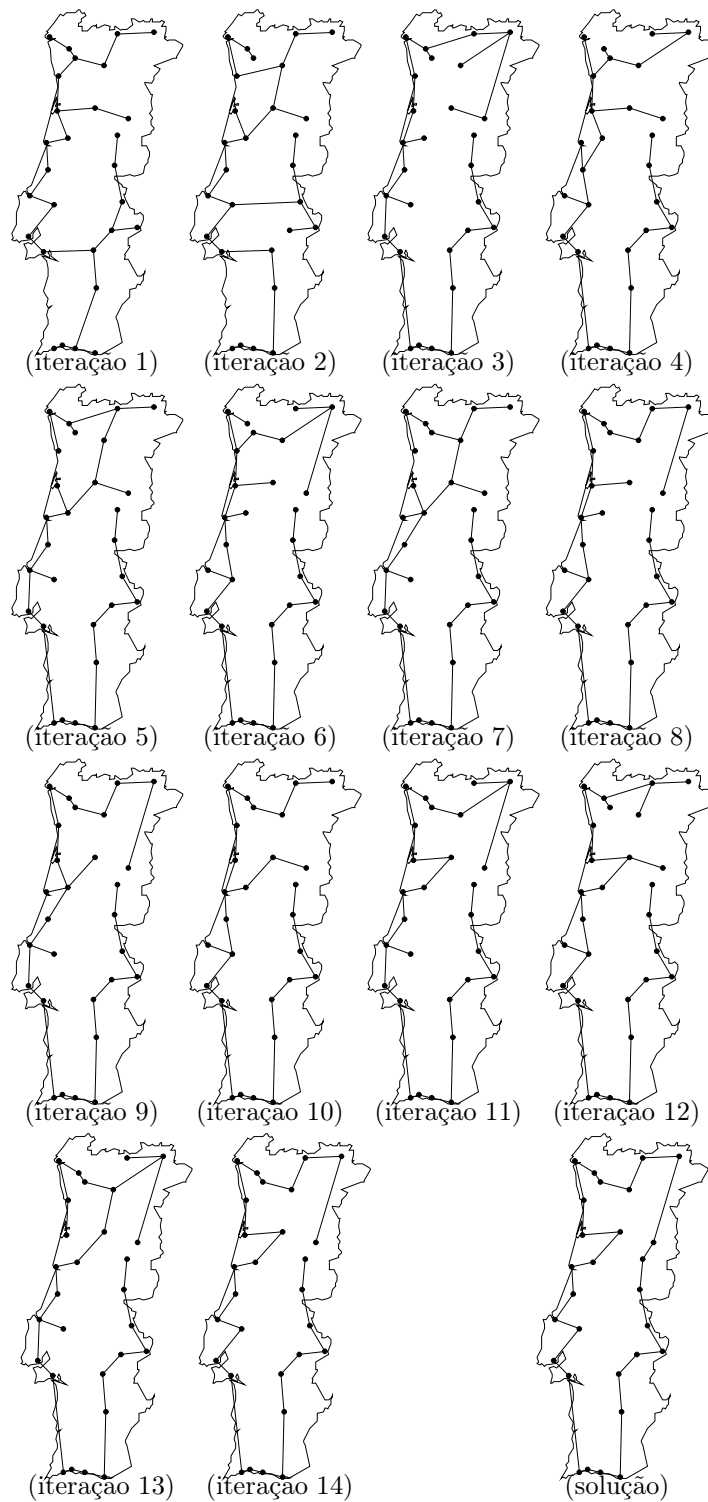 (iteração 1) (iteração 2) (iteração 3) (iteração 4)
(iteração 5) (iteração 6) (iteração 7) (iteração 8)
(iteração 9) (iteração 10) (iteração 11) (iteração 12)
(iteração 13) (iteração 14) (solução)